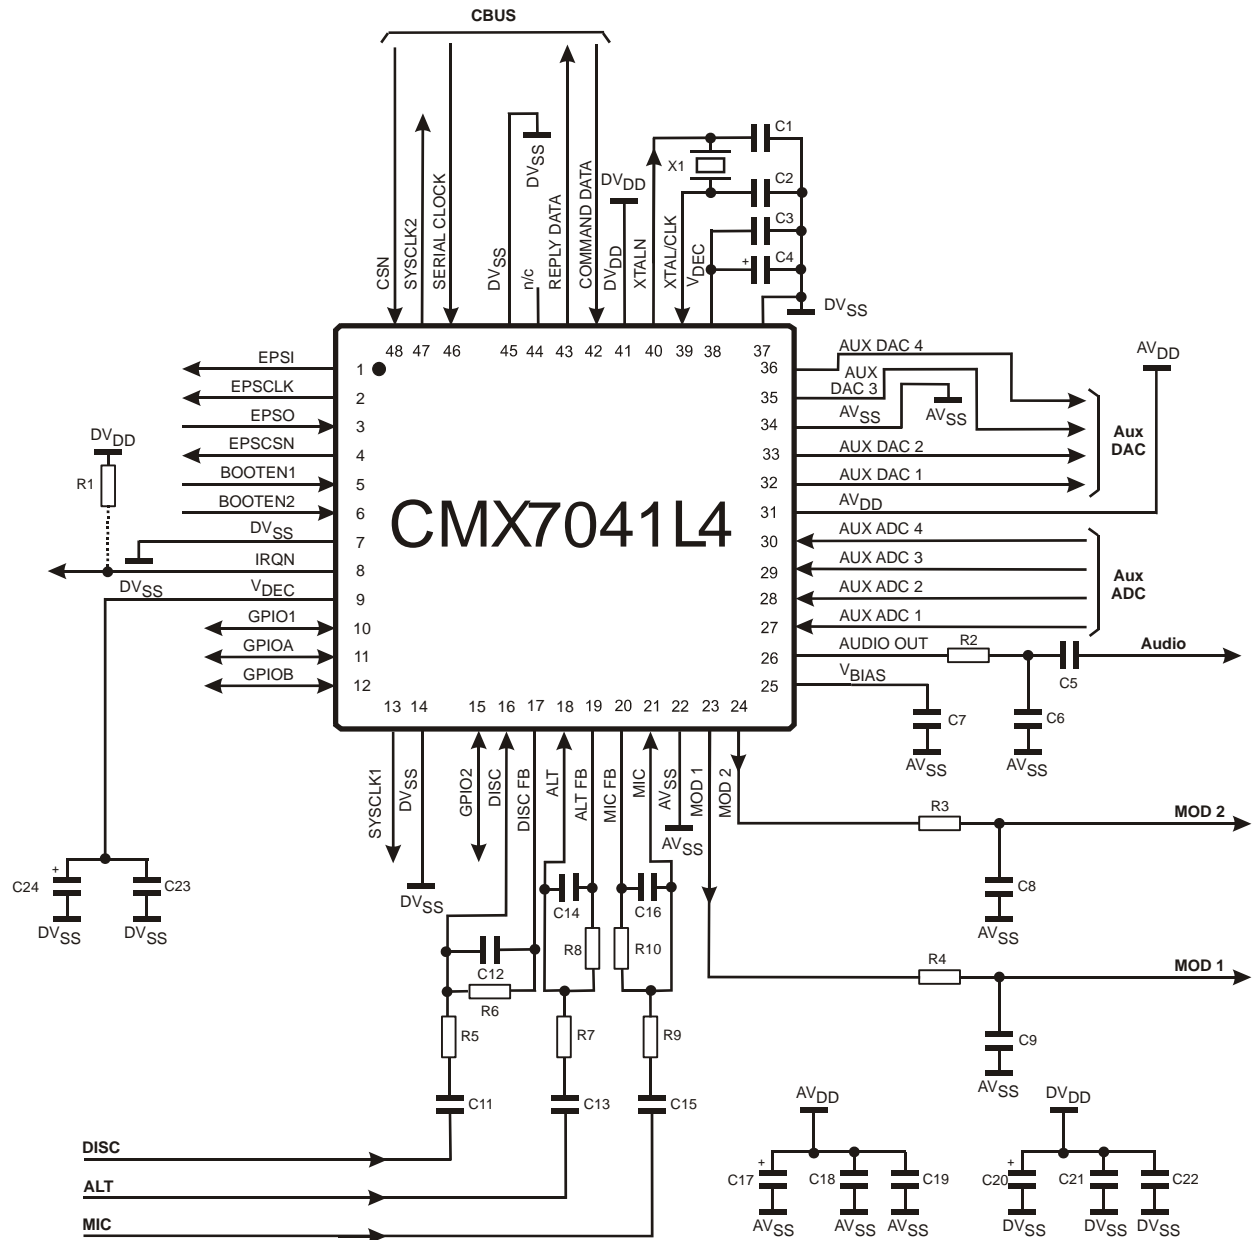 CBUS
CSN
SYSCLK2
SERIAL CLOCK
DVSS
DVSS
n/c
REPLY DATA
COMMAND DATA
DVDD
DVDD
XTALN
XTAL/CLK
VDEC
X1
C1
C2
C3
+
C4
DVSS
48 47 46 45 44 43 42 41 40 39 38 37
EPSI
1
EPSCLK
2
EPSO
3
EPSCSN
4
BOOTEN1
5
BOOTEN2
6
DVSS
7
IRQN
8
VDEC
9
GPIO1
10
GPIOA
11
GPIOB
12
DVDD
R1
DVSS
CMX7041L4
36
AUX DAC 4
35
AUX
DAC 3
34
AVSS
AVSS
33
AUX DAC 2
32
AUX DAC 1
31
AVDD
AVDD
Aux
DAC
30
AUX ADC 4
29
AUX ADC 3
28
AUX ADC 2
27
AUX ADC 1
Aux
ADC
26
AUDIO OUT
R2
C5
Audio
25
VBIAS
C7
AVSS
C6
AVSS
13 14 15 16 17 18 19 20 21 22 23 24
SYSCLK1
DVSS
GPIO2
DISC
DISC FB
ALT
ALT FB
MIC FB
MIC
AVSS
MOD 1
MOD 2
AVSS
DVSS
R3
MOD 2
C8
AVSS
R4
MOD 1
C9
AVSS
+
C24
DVSS
C23
DVSS
C14
C16
R8
R10
C12
R6
R5
R7
R9
C11
C13
C15
DISC
ALT
MIC
AVDD
+
C17
AVSS
C18
AVSS
C19
AVSS
DVDD
+
C20
DVSS
C21
DVSS
C22
DVSS